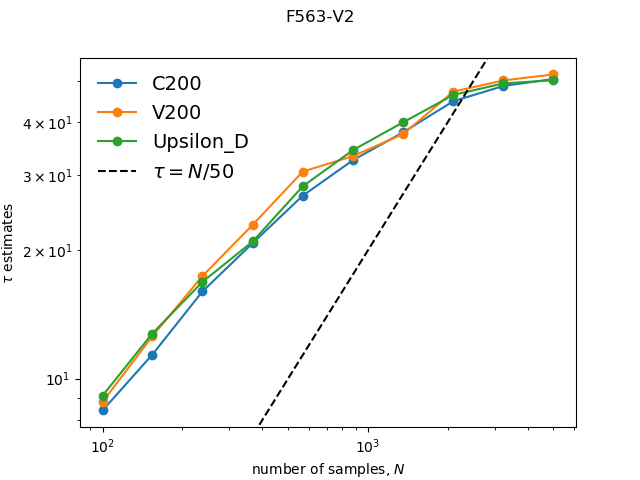 F563-V2
C200
V200
Upsilon_D
τ = N/50
4 × 10¹
3 × 10¹
2 × 10¹
10¹
τ estimates
10² 10³
number of samples, N